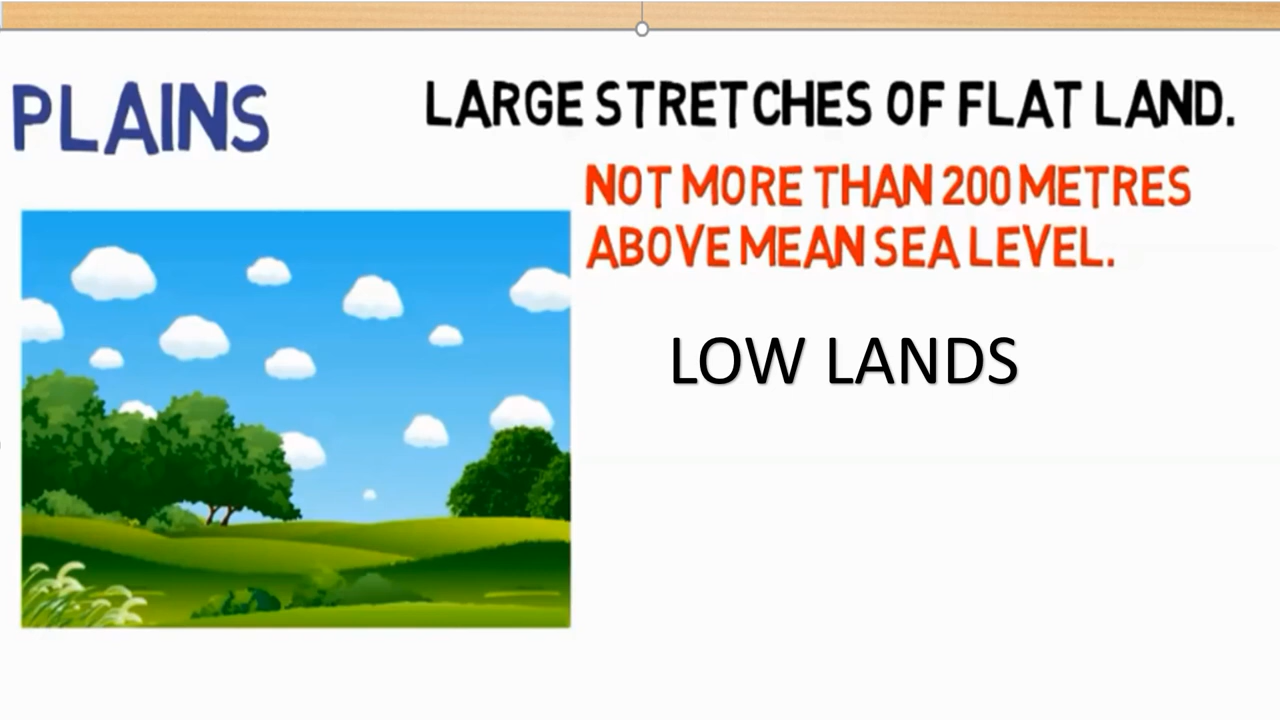 PLAINS
LARGE STRETCHES OF FLAT LAND.
NOT MORE THAN 200 METRES
ABOVE MEAN SEA LEVEL.
LOW LANDS